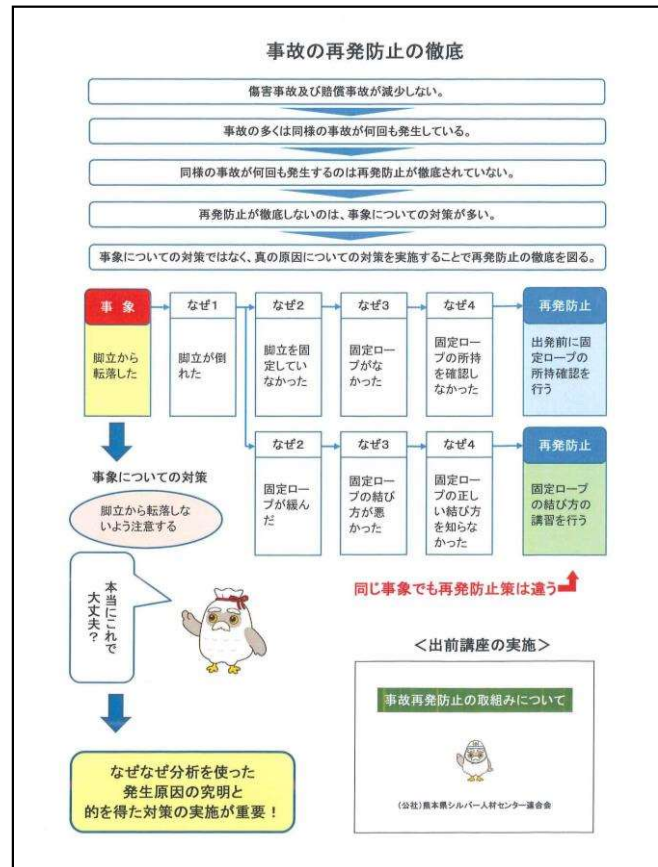 事故の再発防止の徹底
傷害事故及び賠償事故が減少しない。
事故の多くは同様の事故が何回も発生している。
同様の事故が何回も発生するのは再発防止が徹底されていない。
再発防止が徹底しないのは、事象についての対策が多い。
事象についての対策ではなく、真の原因についての対策を実施することで再発防止の徹底を図る。
事 象
脚立から
転落した
なぜ1
脚立が倒
れた
なぜ2
脚立を固
定してい
なかった
なぜ3
固定ロー
プがな
かった
なぜ4
固定ロー
プの所持
を確認し
なかった
再発防止
出発前に固
定ロープの
所持確認を
行う
なぜ2
固定ロー
プが緩ん
だ
なぜ3
固定ロー
プの結び
方が悪
かった
なぜ4
固定ロー
プの正し
い結び方
を知らな
かった
再発防止
固定ロープ
の結び方の
講習を行う
事象についての対策
脚立から転落しな
いよう注意する
同じ事象でも再発防止策は違う
本当にこれで
大丈夫？
なぜなぜ分析を使った
発生原因の究明と
的を得た対策の実施が重要！
＜出前講座の実施＞
事故再発防止の取組みについて
(公社)熊本県シルバー人材センター連合会